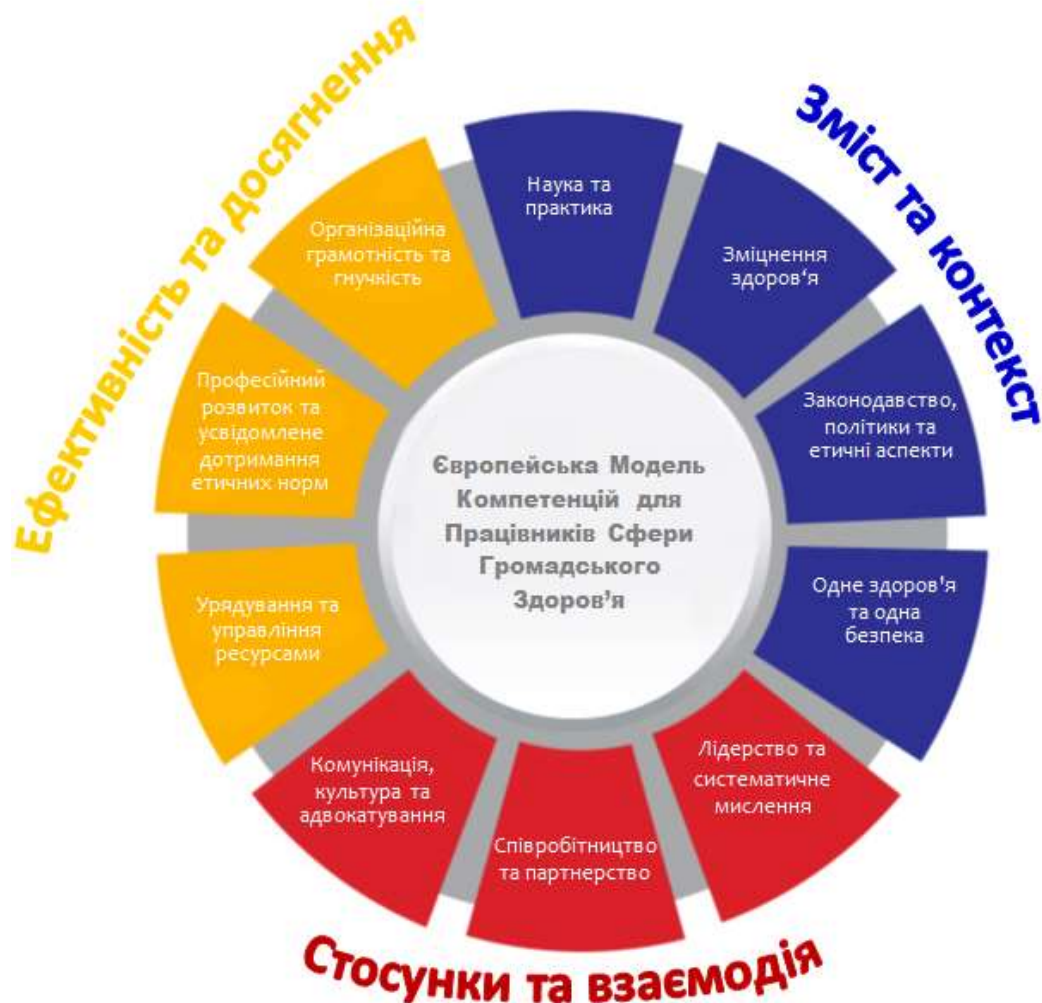 Ефективність та досягнення
Зміст та контекст
Наука та
практика
Зміцнення
здоров‘я
Законодавство,
політики та
етичні аспекти
Одне здоров'я
та одна
безпека
Лідерство та
систематичне
мислення
Співробітництво
та партнерство
Комунікація,
культура та
адвокатування
Урядування та
управління
ресурсами
Професійний
розвиток та
усвідомлене
дотримання
етичних норм
Організаційна
грамотність та
гнучкість
Європейська Модель
Компетенцій для
Працівників Сфери
Громадського
Здоров’я
Стосунки та взаємодія